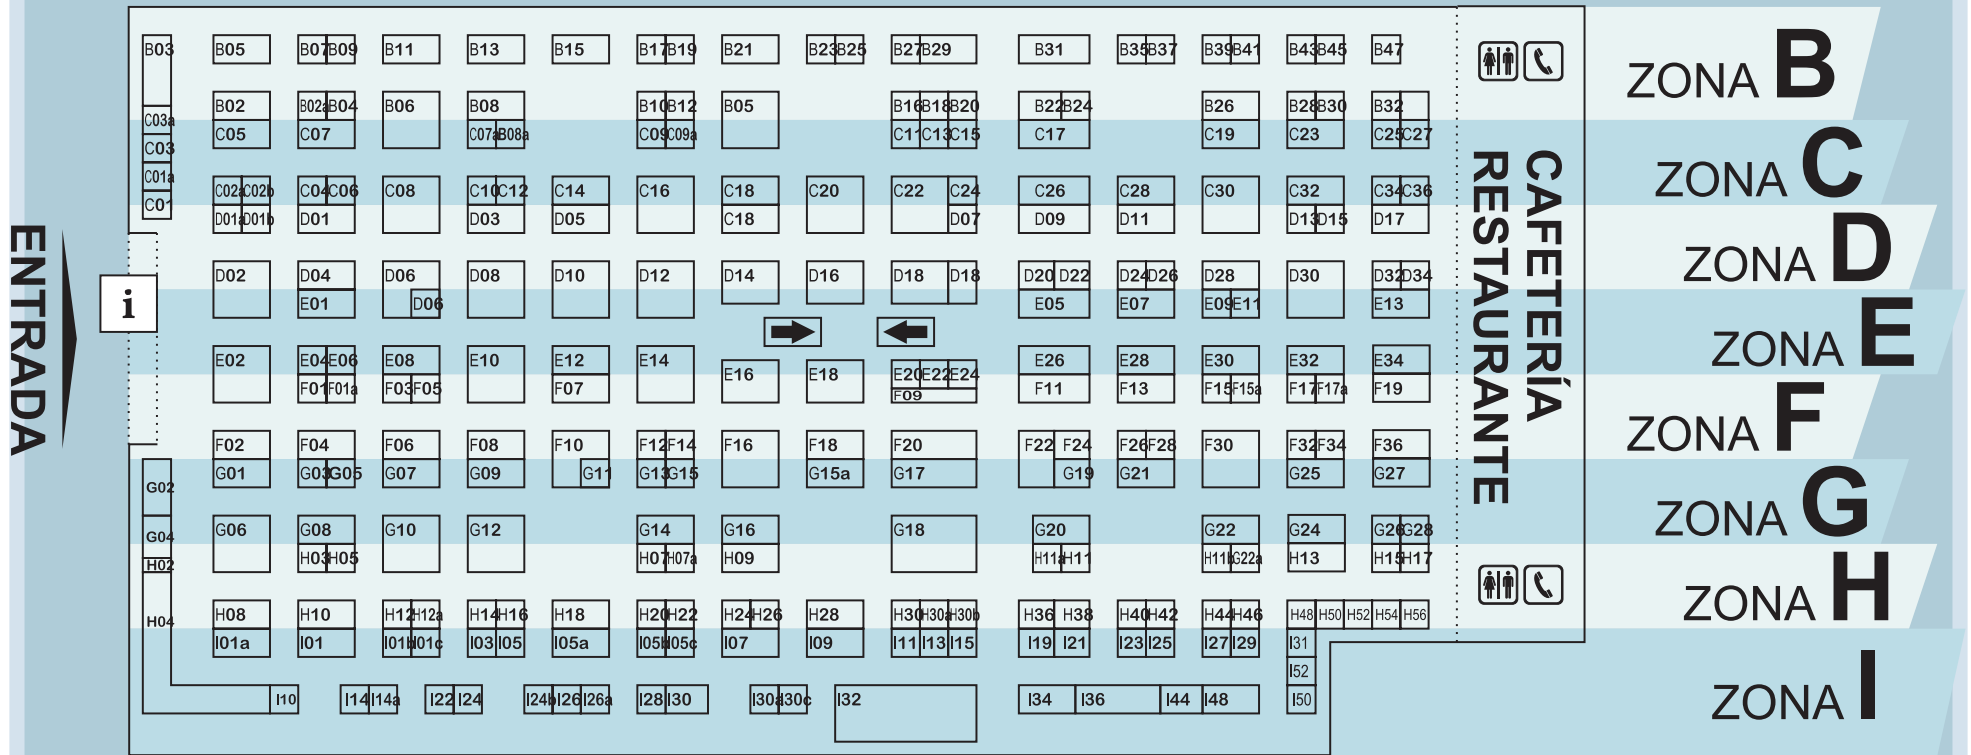 B03 B05 B07 B09 B11 B13 B15 B17 B19 B21 B23 B25 B27 B29 B31 B35 B37 B39 B41 B43 B45 B47
ZONA B
B02 B02a B04 B06 B08 B10 B12 B05 B16 B18 B20 B22 B24 B26 B28 B30 B32
C03a
C05 C07 C07a B08a C09 C09a C11 C13 C15 C17 C19 C23 C25 C27
C03
ZONA C
C01a
C02a C02b C04 C06 C08 C10 C12 C14 C16 C18 C20 C22 C24 C26 C28 C30 C32 C34 C36
C01
D01a D01b D01 D03 D05 C18 D07 D09 D11 D13 D15 D17
ZONA D
D02 D04 D06 D08 D10 D12 D14 D16 D18 D18 D20 D22 D24 D26 D28 D30 D32 D34
i
E01 D06 E05 E07 E09 E11 E13
ENTRADA
CAFETERÍA
RESTAURANTE
ZONA E
E02 E04 E06 E08 E10 E12 E14 E16 E18 E20 E22 E24 E26 E28 E30 E32 E34
F01 F01a F03 F05 F07 F09 F11 F13 F15 F15a F17 F17a F19
ZONA F
F02 F04 F06 F08 F10 F12 F14 F16 F18 F20 F22 F24 F26 F28 F30 F32 F34 F36
G01 G03 G05 G07 G09 G11 G13 G15 G15a G17 G19 G21 G25 G27
G02
ZONA G
G04 G06 G08 G10 G12 G14 G16 G18 G20 G22 G24 G26 G28
H02 H03 H05 H07 H07a H09 H11a H11 H11b G22a H13 H15 H17
ZONA H
H04 H08 H10 H12 H12a H14 H16 H18 H20 H22 H24 H26 H28 H30 H30a H30b H36 H38 H40 H42 H44 H46 H48 H50 H52 H54 H56
I01a I01 I01b I01c I03 I05 I05a I05b I05c I07 I09 I11 I13 I15 I19 I21 I23 I25 I27 I29 I31
I52
I10 I14 I14a I22 I24 I24b I26 I26a I28 I30 I30a I30c I32 I34 I36 I44 I48 I50
ZONA I